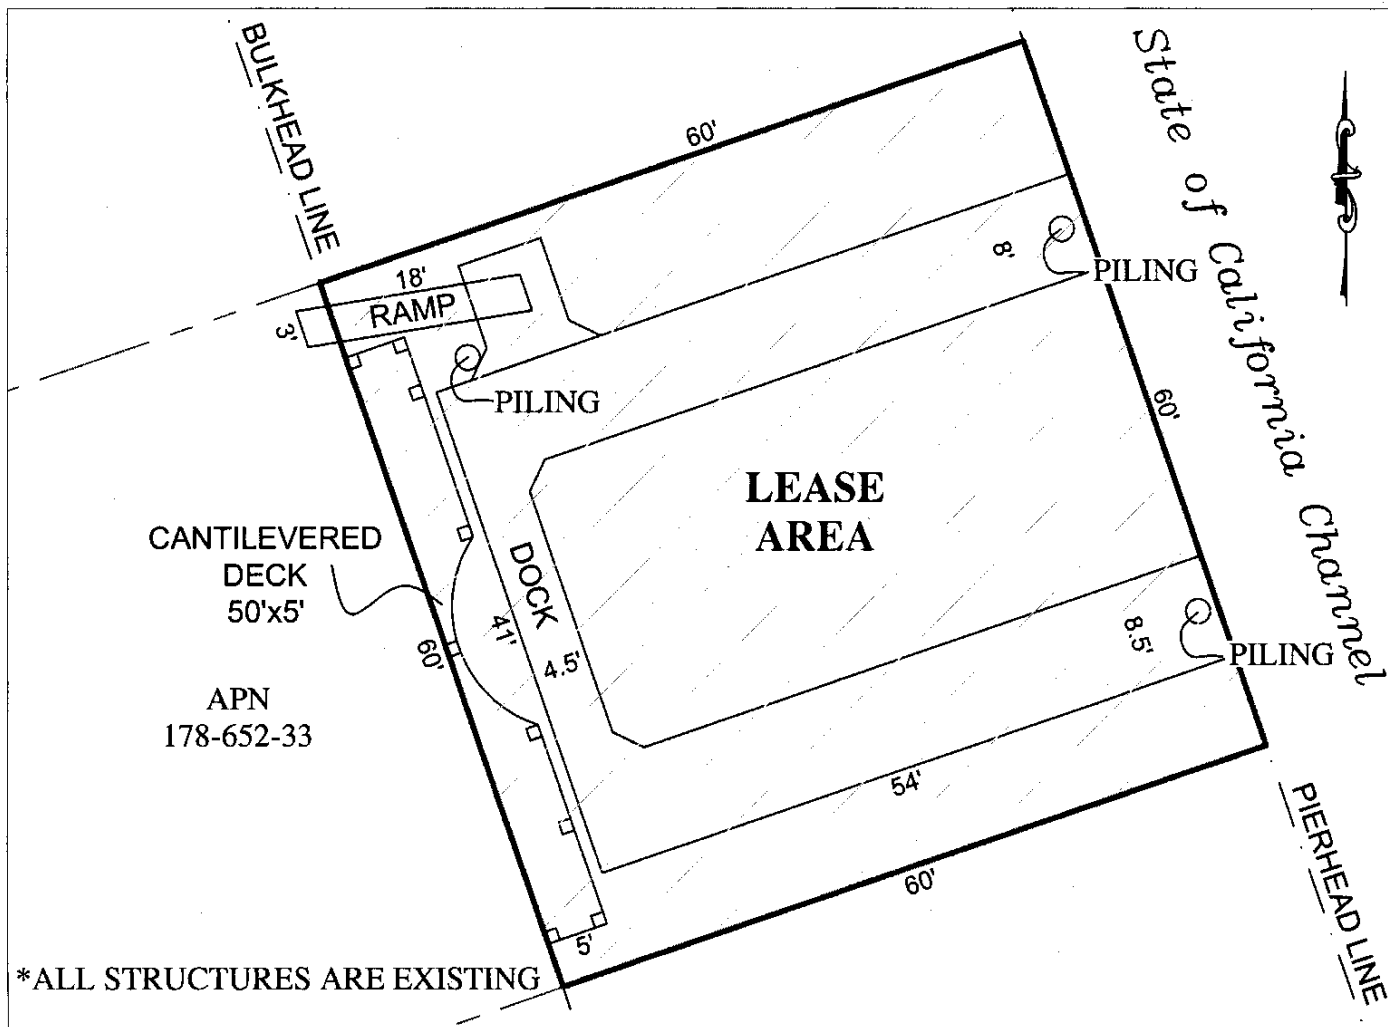 BULKHEAD LINE
State of California Channel
60'
18'
RAMP
3'
8'
PILING
PILING
60'
LEASE
AREA
CANTILEVERED
DECK
50'x5'
DOCK
41'
4.5'
60'
8.5'
PILING
APN
178-652-33
54'
60'
5'
PIERHEAD LINE
*ALL STRUCTURES ARE EXISTING